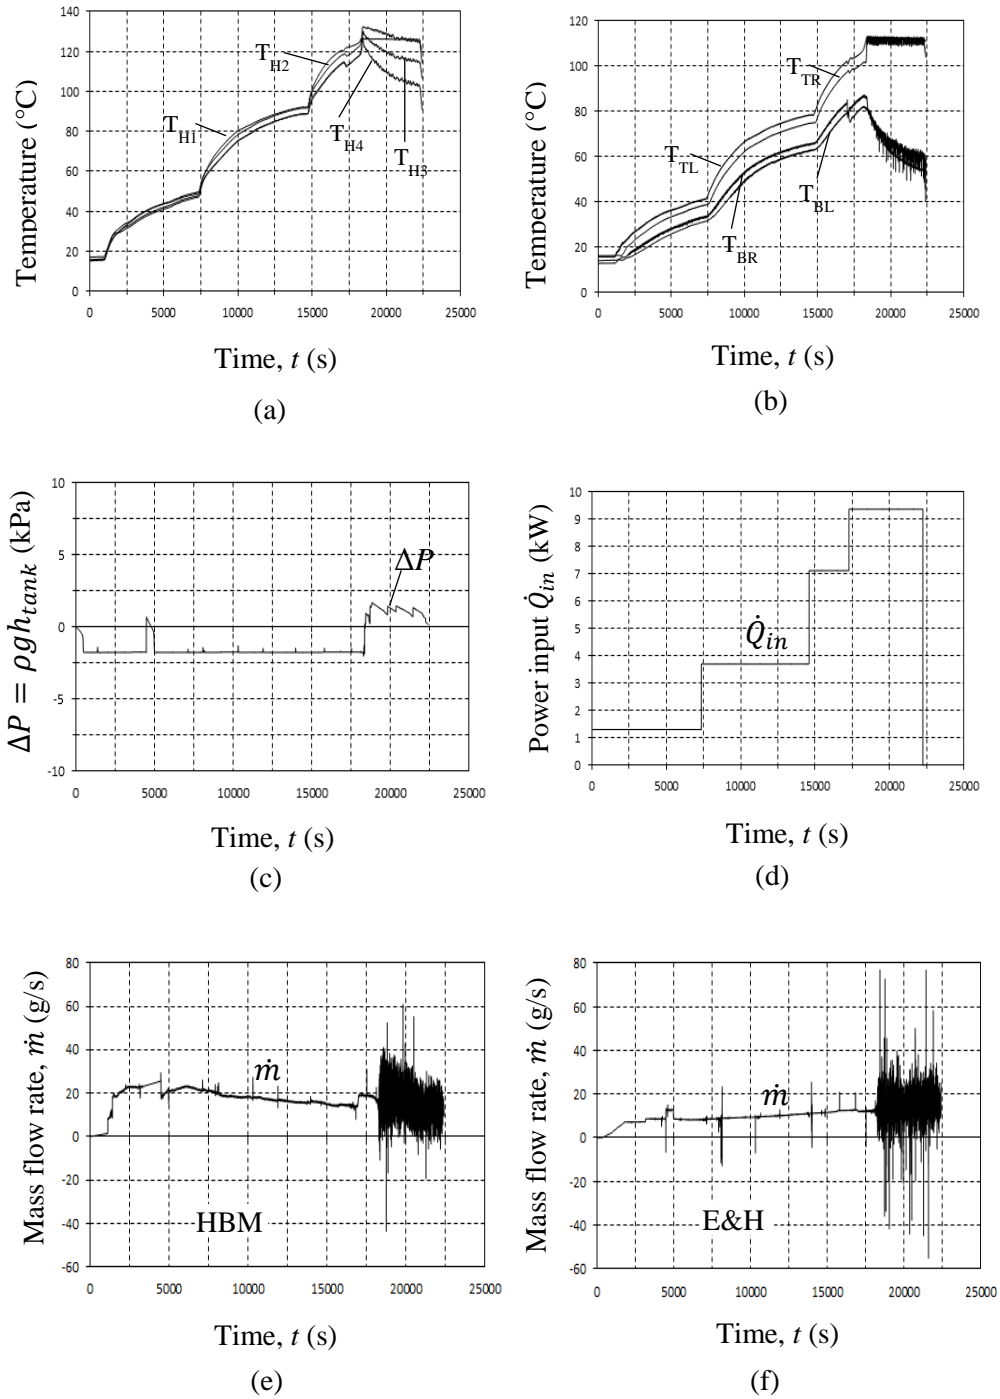 Temperature (°C)
140
120
100
80
60
40
20
0
T_H2
T_H1
T_H4
T_H3
0 5000 10000 15000 20000 25000
Time, t (s)
(a)
Temperature (°C)
120
100
80
60
40
20
0
T_TR
T_TL
T_BL
T_BR
0 5000 10000 15000 20000 25000
Time, t (s)
(b)
ΔP = ρgh_tank (kPa)
10
5
0
-5
-10
ΔP
0 5000 10000 15000 20000 25000
Time, t (s)
(c)
Power input Q̇_in (kW)
10
9
8
7
6
5
4
3
2
1
0
Q̇_in
0 5000 10000 15000 20000 25000
Time, t (s)
(d)
Mass flow rate, ṁ (g/s)
80
60
40
20
0
-20
-40
-60
ṁ
HBM
0 5000 10000 15000 20000 25000
Time, t (s)
(e)
Mass flow rate, ṁ (g/s)
80
60
40
20
0
-20
-40
-60
ṁ
E&H
0 5000 10000 15000 20000 25000
Time, t (s)
(f)